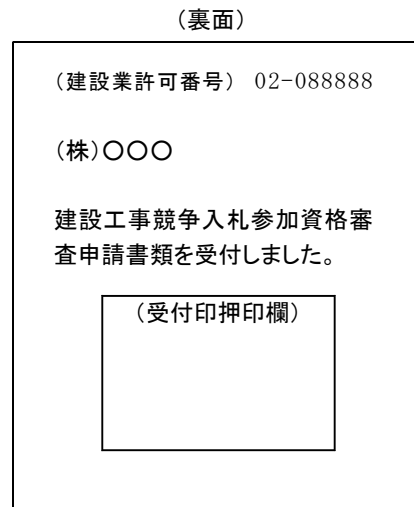 （裏面）
（建設業許可番号） 02-088888
（株）〇〇〇
建設工事競争入札参加資格審
査申請書類を受付しました。
（受付印押印欄）